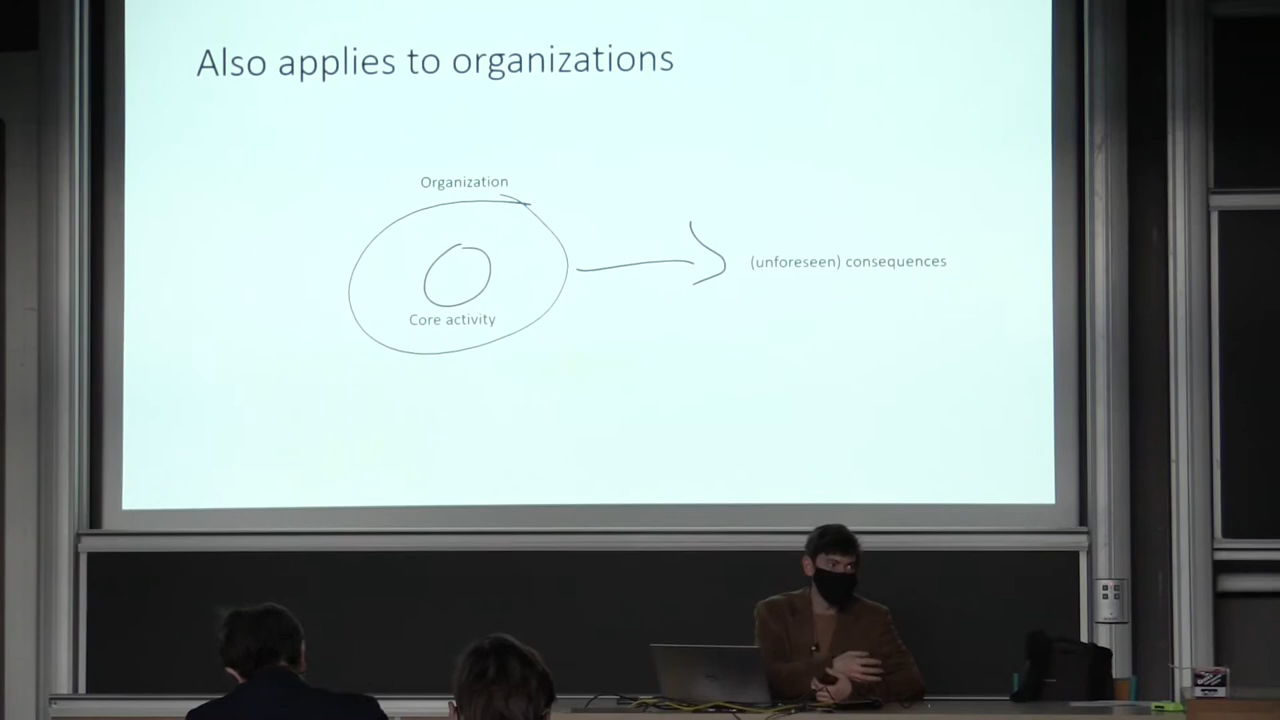 Also applies to organizations
Organization
(unforeseen) consequences
Core activity